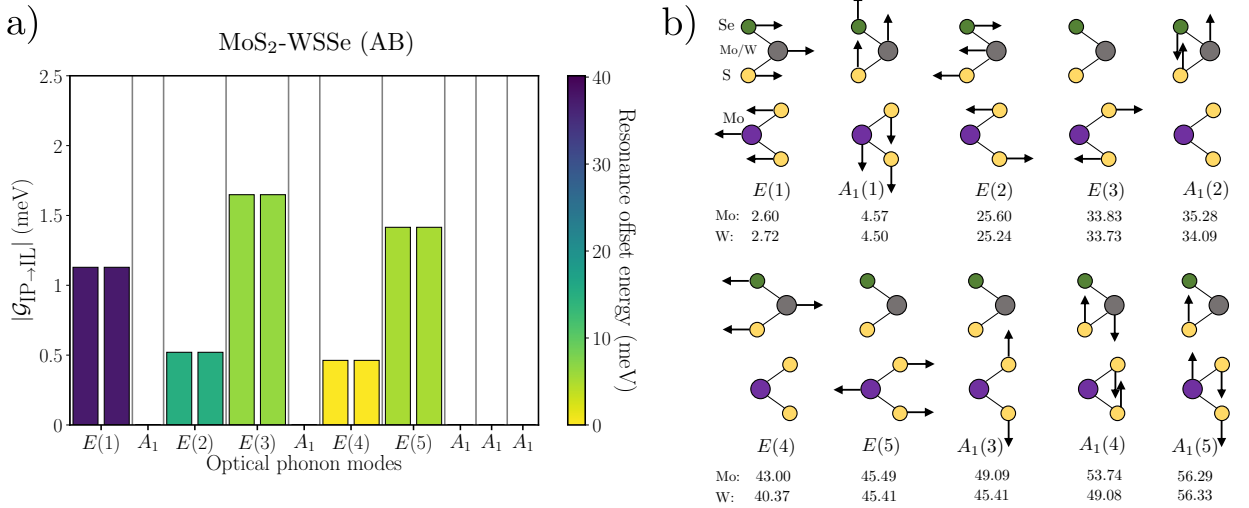 a)
MoS₂-WSSe (AB)
|𝒢IP→IL| (meV)
2.5
2
1.5
1
0.5
0
E(1) A₁ E(2) E(3) A₁ E(4) E(5) A₁ A₁ A₁
Optical phonon modes
40
30
20
10
0
Resonance offset energy (meV)
b)
Se
Mo/W
S
Mo
E(1) A₁(1) E(2) E(3) A₁(2)
Mo: 2.60 4.57 25.60 33.83 35.28
W: 2.72 4.50 25.24 33.73 34.09
E(4) E(5) A₁(3) A₁(4) A₁(5)
Mo: 43.00 45.49 49.09 53.74 56.29
W: 40.37 45.41 45.41 49.08 56.33